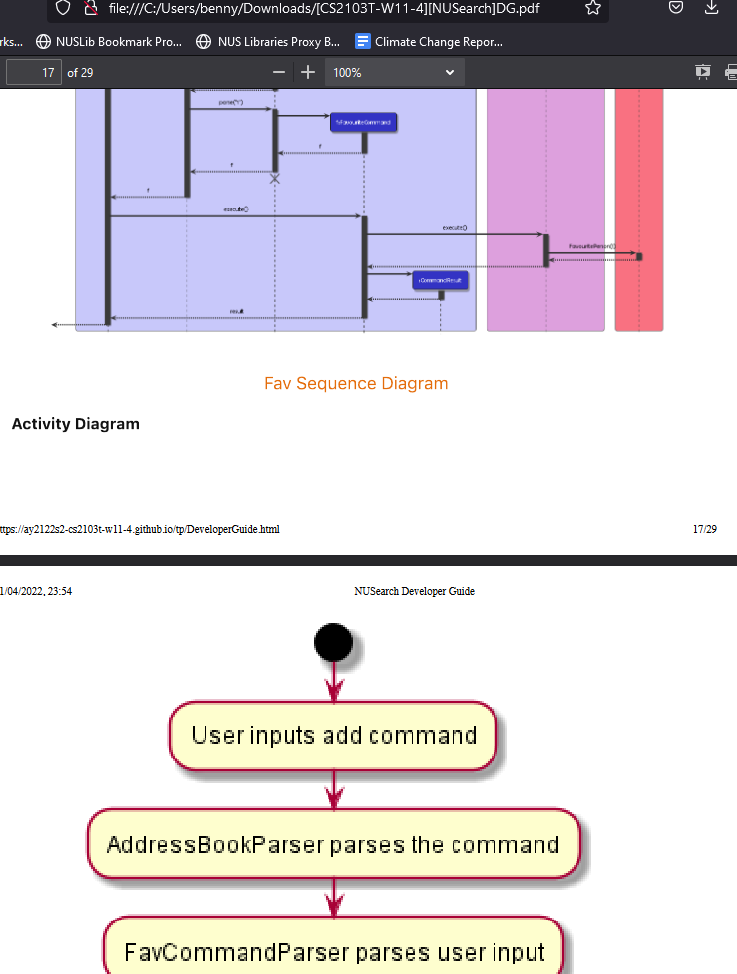 file:///C:/Users/benny/Downloads/[CS2103T-W11-4][NUSearch]DG.pdf
rks... NUSLib Bookmark Pro... NUS Libraries Proxy B... Climate Change Repor...
17 of 29 100%
parse("1")
f
f
f
execute()
execute()
favouritePerson(t)
:CommandResult
result
Fav Sequence Diagram
Activity Diagram
ttps://ay2122s2-cs2103t-w11-4.github.io/tp/DeveloperGuide.html 17/29
1/04/2022, 23:54 NUSearch Developer Guide
User inputs add command
AddressBookParser parses the command
FavCommandParser parses user input